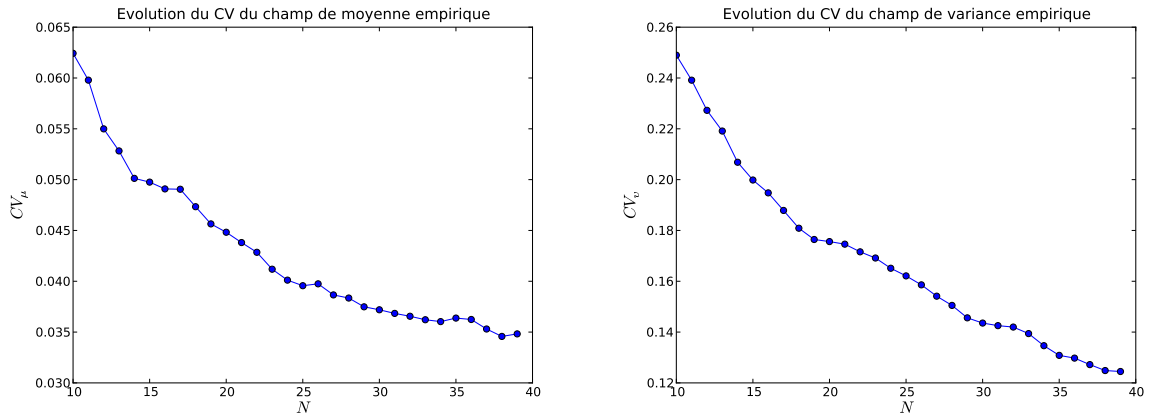 Evolution du CV du champ de moyenne empirique
0.065
0.060
0.055
0.050
0.045
0.040
0.035
0.030
10 15 20 25 30 35 40
N
CVμ
Evolution du CV du champ de variance empirique
0.26
0.24
0.22
0.20
0.18
0.16
0.14
0.12
10 15 20 25 30 35 40
N
CVv